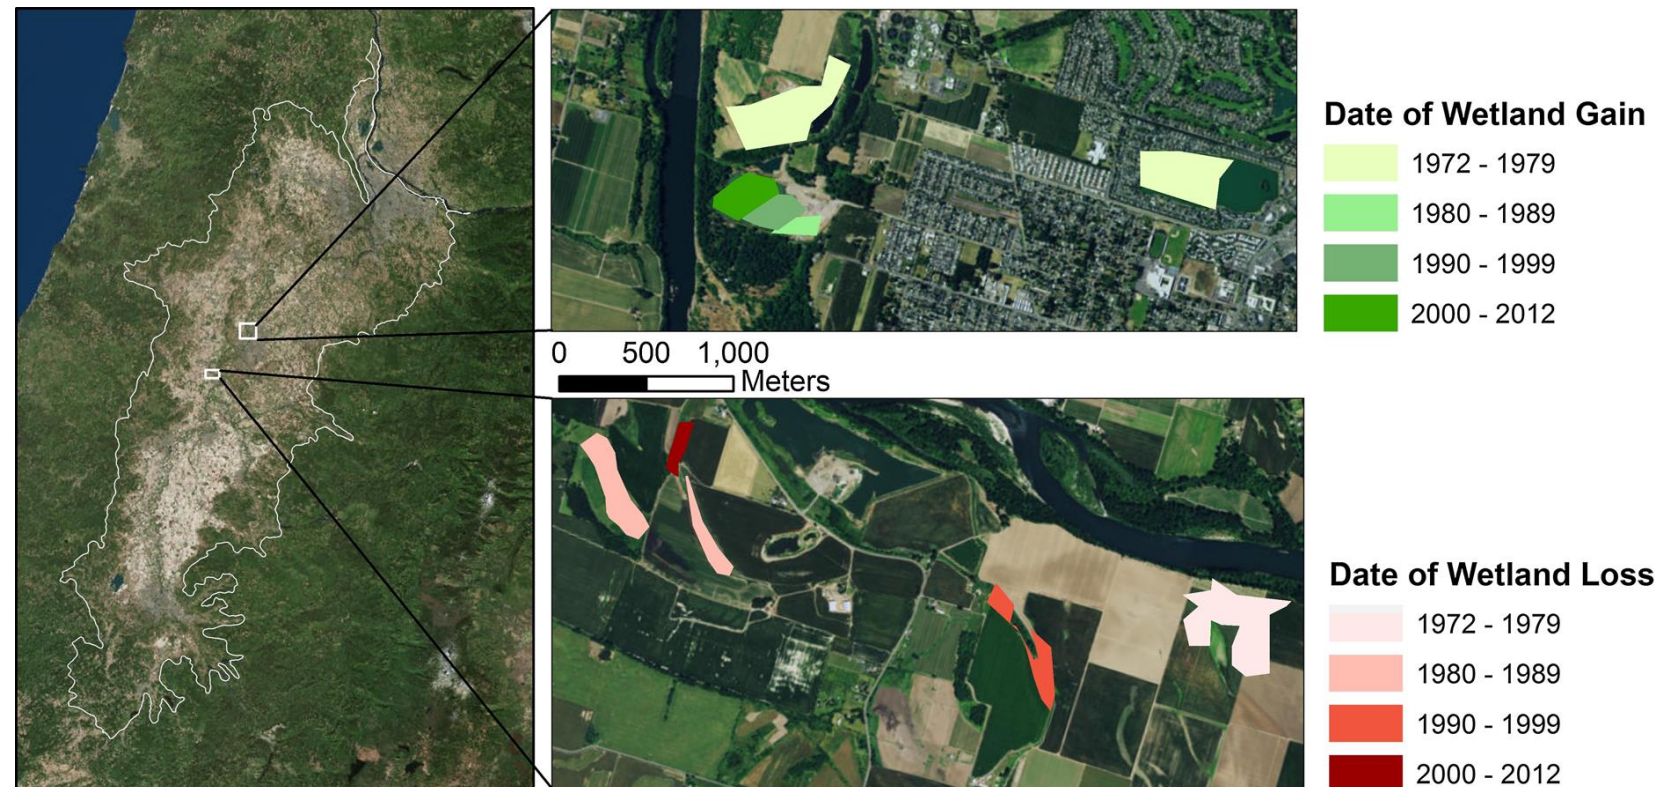 Date of Wetland Gain
1972 - 1979
1980 - 1989
1990 - 1999
2000 - 2012
0 500 1,000
Meters
Date of Wetland Loss
1972 - 1979
1980 - 1989
1990 - 1999
2000 - 2012